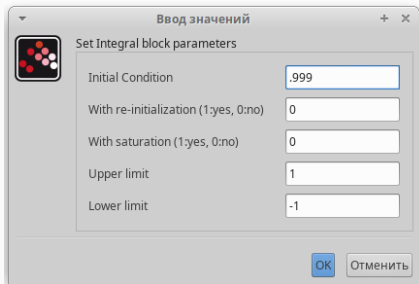 Ввод значений
Set Integral block parameters
Initial Condition .999
With re-initialization (1:yes, 0:no) 0
With saturation (1:yes, 0:no) 0
Upper limit 1
Lower limit -1
OK Отменить